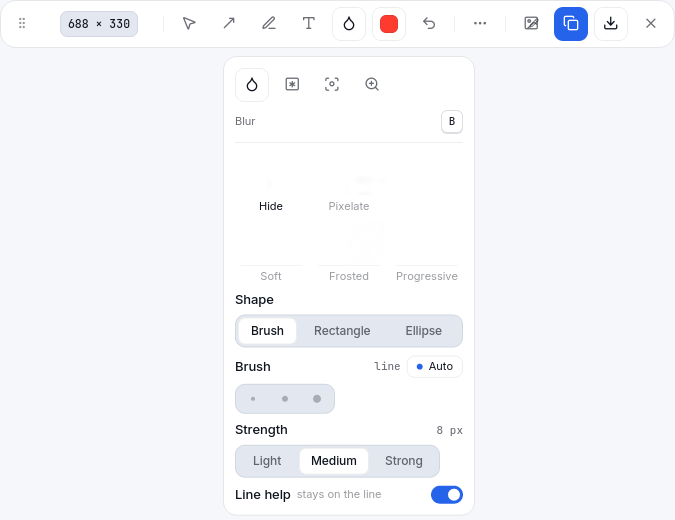 688 × 330
T
Blur
B
Hide Pixelate
Soft Frosted Progressive
Shape
Brush Rectangle Ellipse
Brush line Auto
Strength 8 px
Light Medium Strong
Line help stays on the line